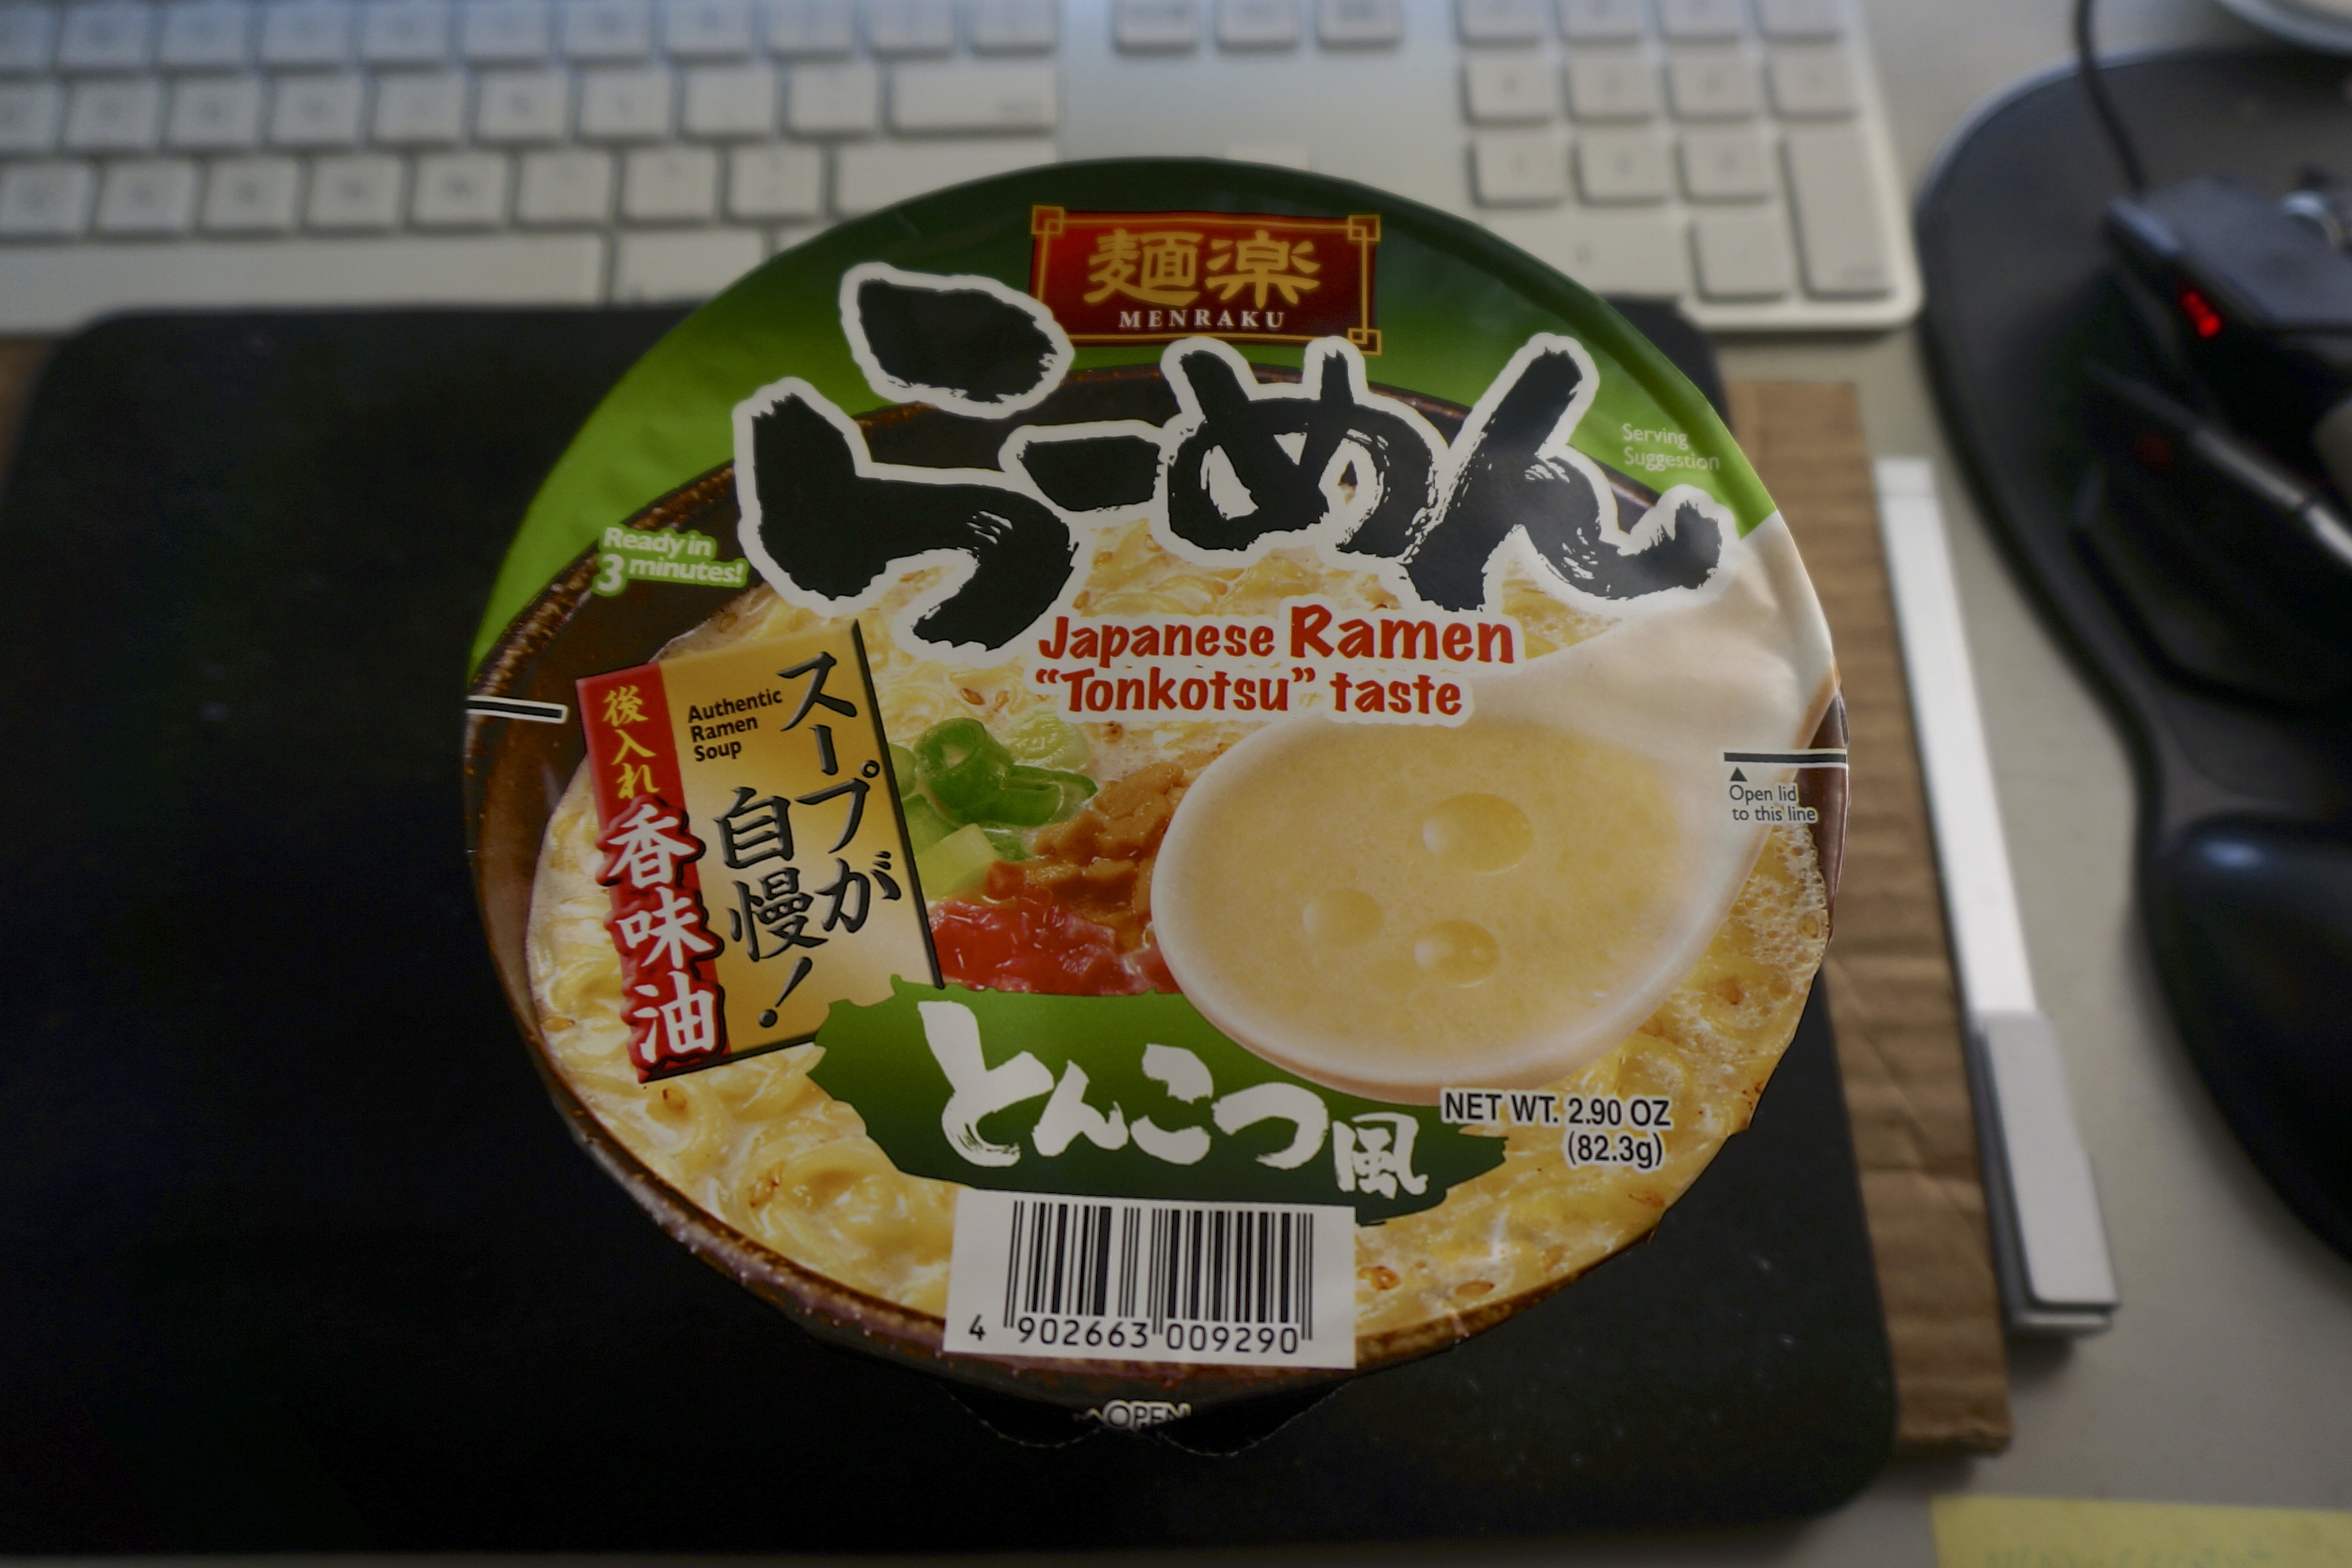 麺楽
MENRAKU
らーめん
Serving
Suggestion
Ready in
3 minutes!
Japanese Ramen
“Tonkotsu” taste
後入れ
香味油
Authentic
Ramen
Soup
スープが
自慢!
Open lid
to this line
とんこつ風
NET WT. 2.90 OZ
(82.3g)
4 902663 009290
OPEN